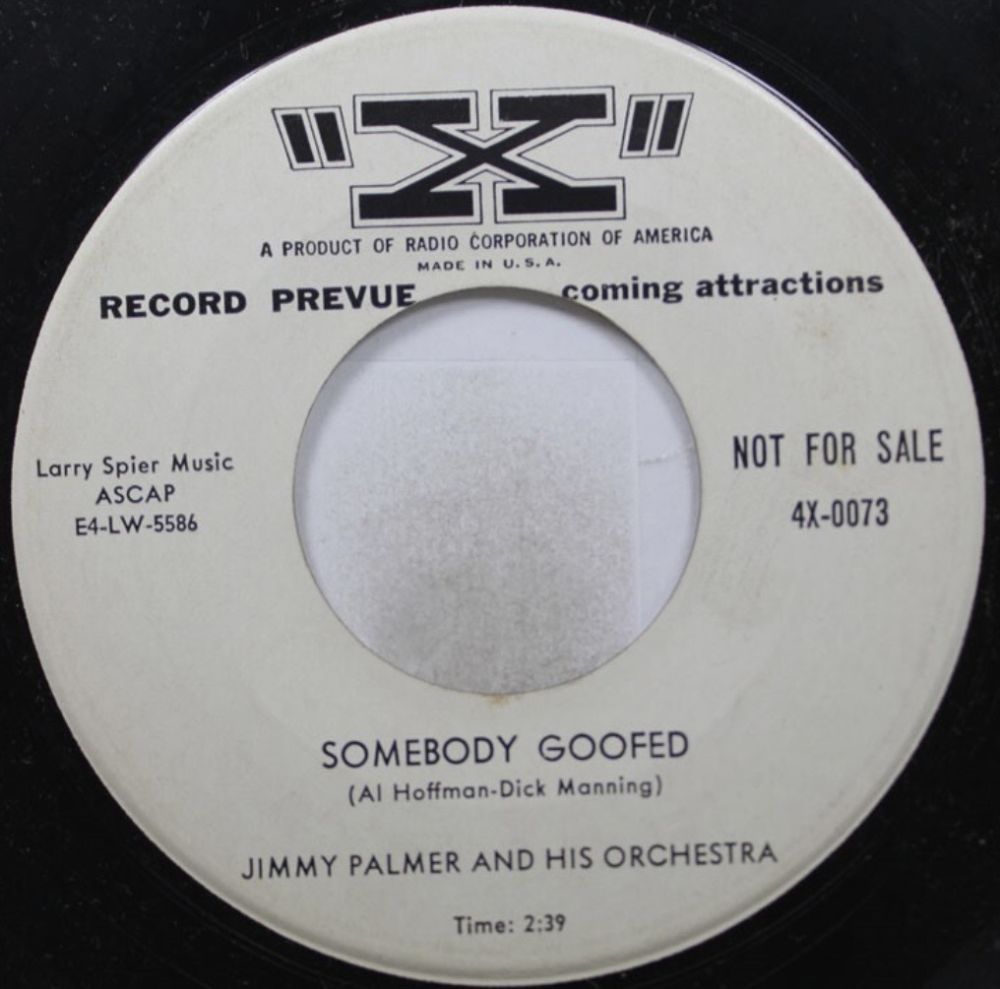 "X"
A PRODUCT OF RADIO CORPORATION OF AMERICA
MADE IN U.S.A.
RECORD PREVUE coming attractions
Larry Spier Music
ASCAP
E4-LW-5586
NOT FOR SALE
4X-0073
SOMEBODY GOOFED
(Al Hoffman-Dick Manning)
JIMMY PALMER AND HIS ORCHESTRA
Time: 2:39